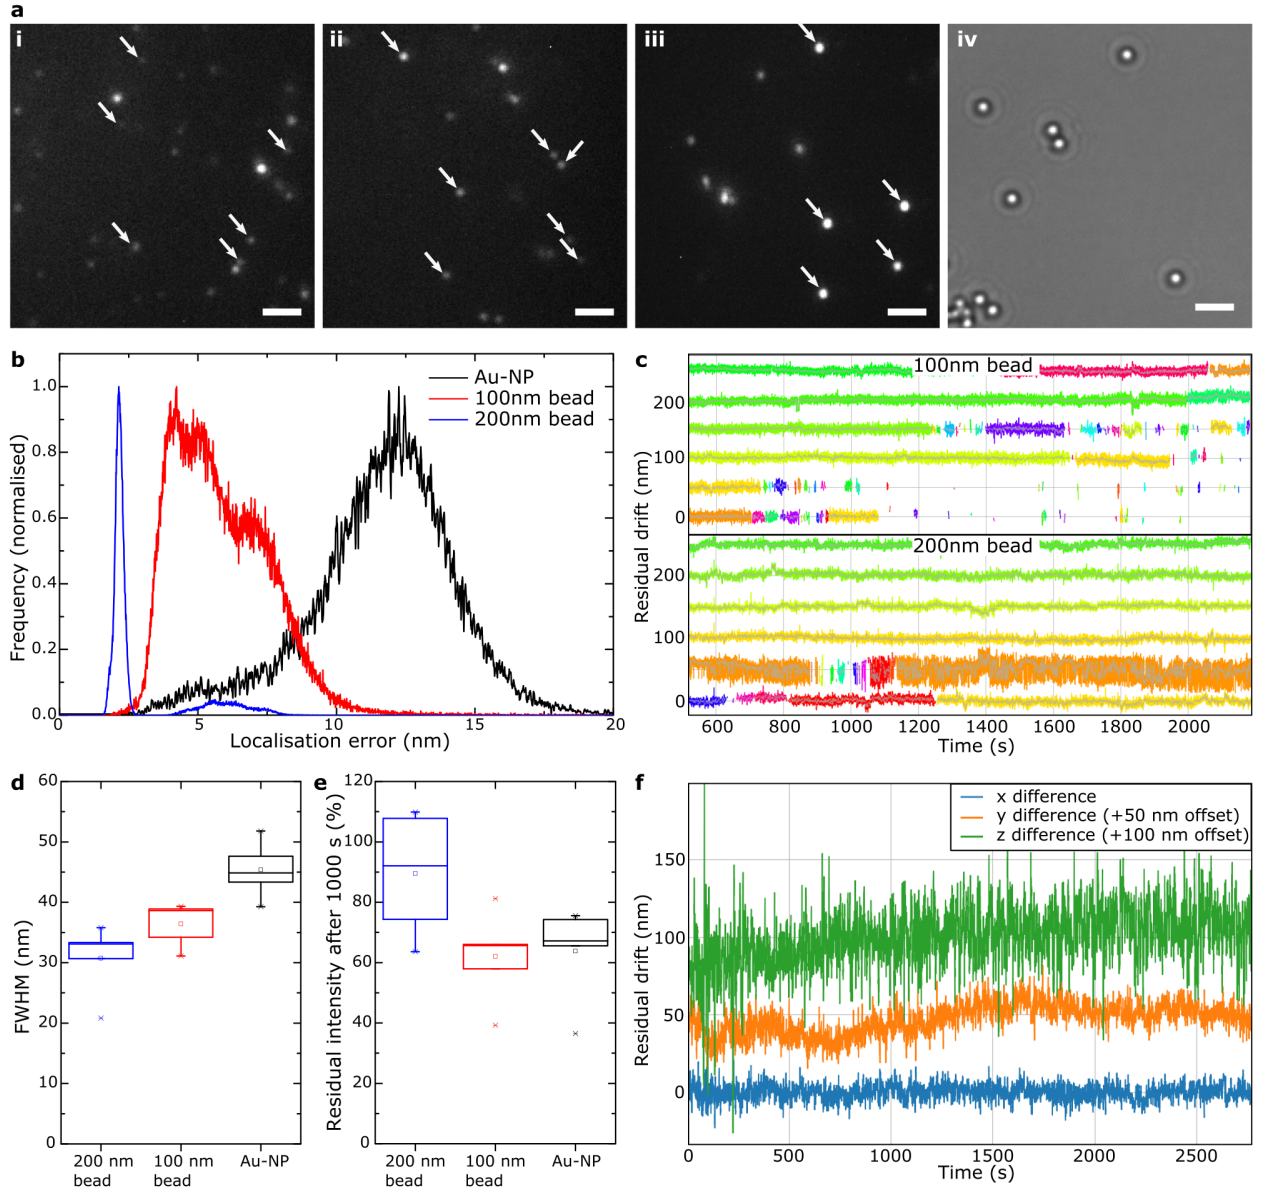 a
i
ii
iii
iv
b
Frequency (normalised)
1.0
0.8
0.6
0.4
0.2
0.0
0
5
10
15
20
Localisation error (nm)
Au-NP
100nm bead
200nm bead
c
Residual drift (nm)
100nm bead
200
100
0
200nm bead
200
100
0
600
800
1000
1200
1400
1600
1800
2000
Time (s)
d
FWHM (nm)
60
50
40
30
20
10
0
200 nm
bead
100 nm
bead
Au-NP
e
Residual intensity after 1000 s (%)
120
100
80
60
40
20
0
200 nm
bead
100 nm
bead
Au-NP
f
Residual drift (nm)
x difference
y difference (+50 nm offset)
z difference (+100 nm offset)
150
100
50
0
0
500
1000
1500
2000
2500
Time (s)